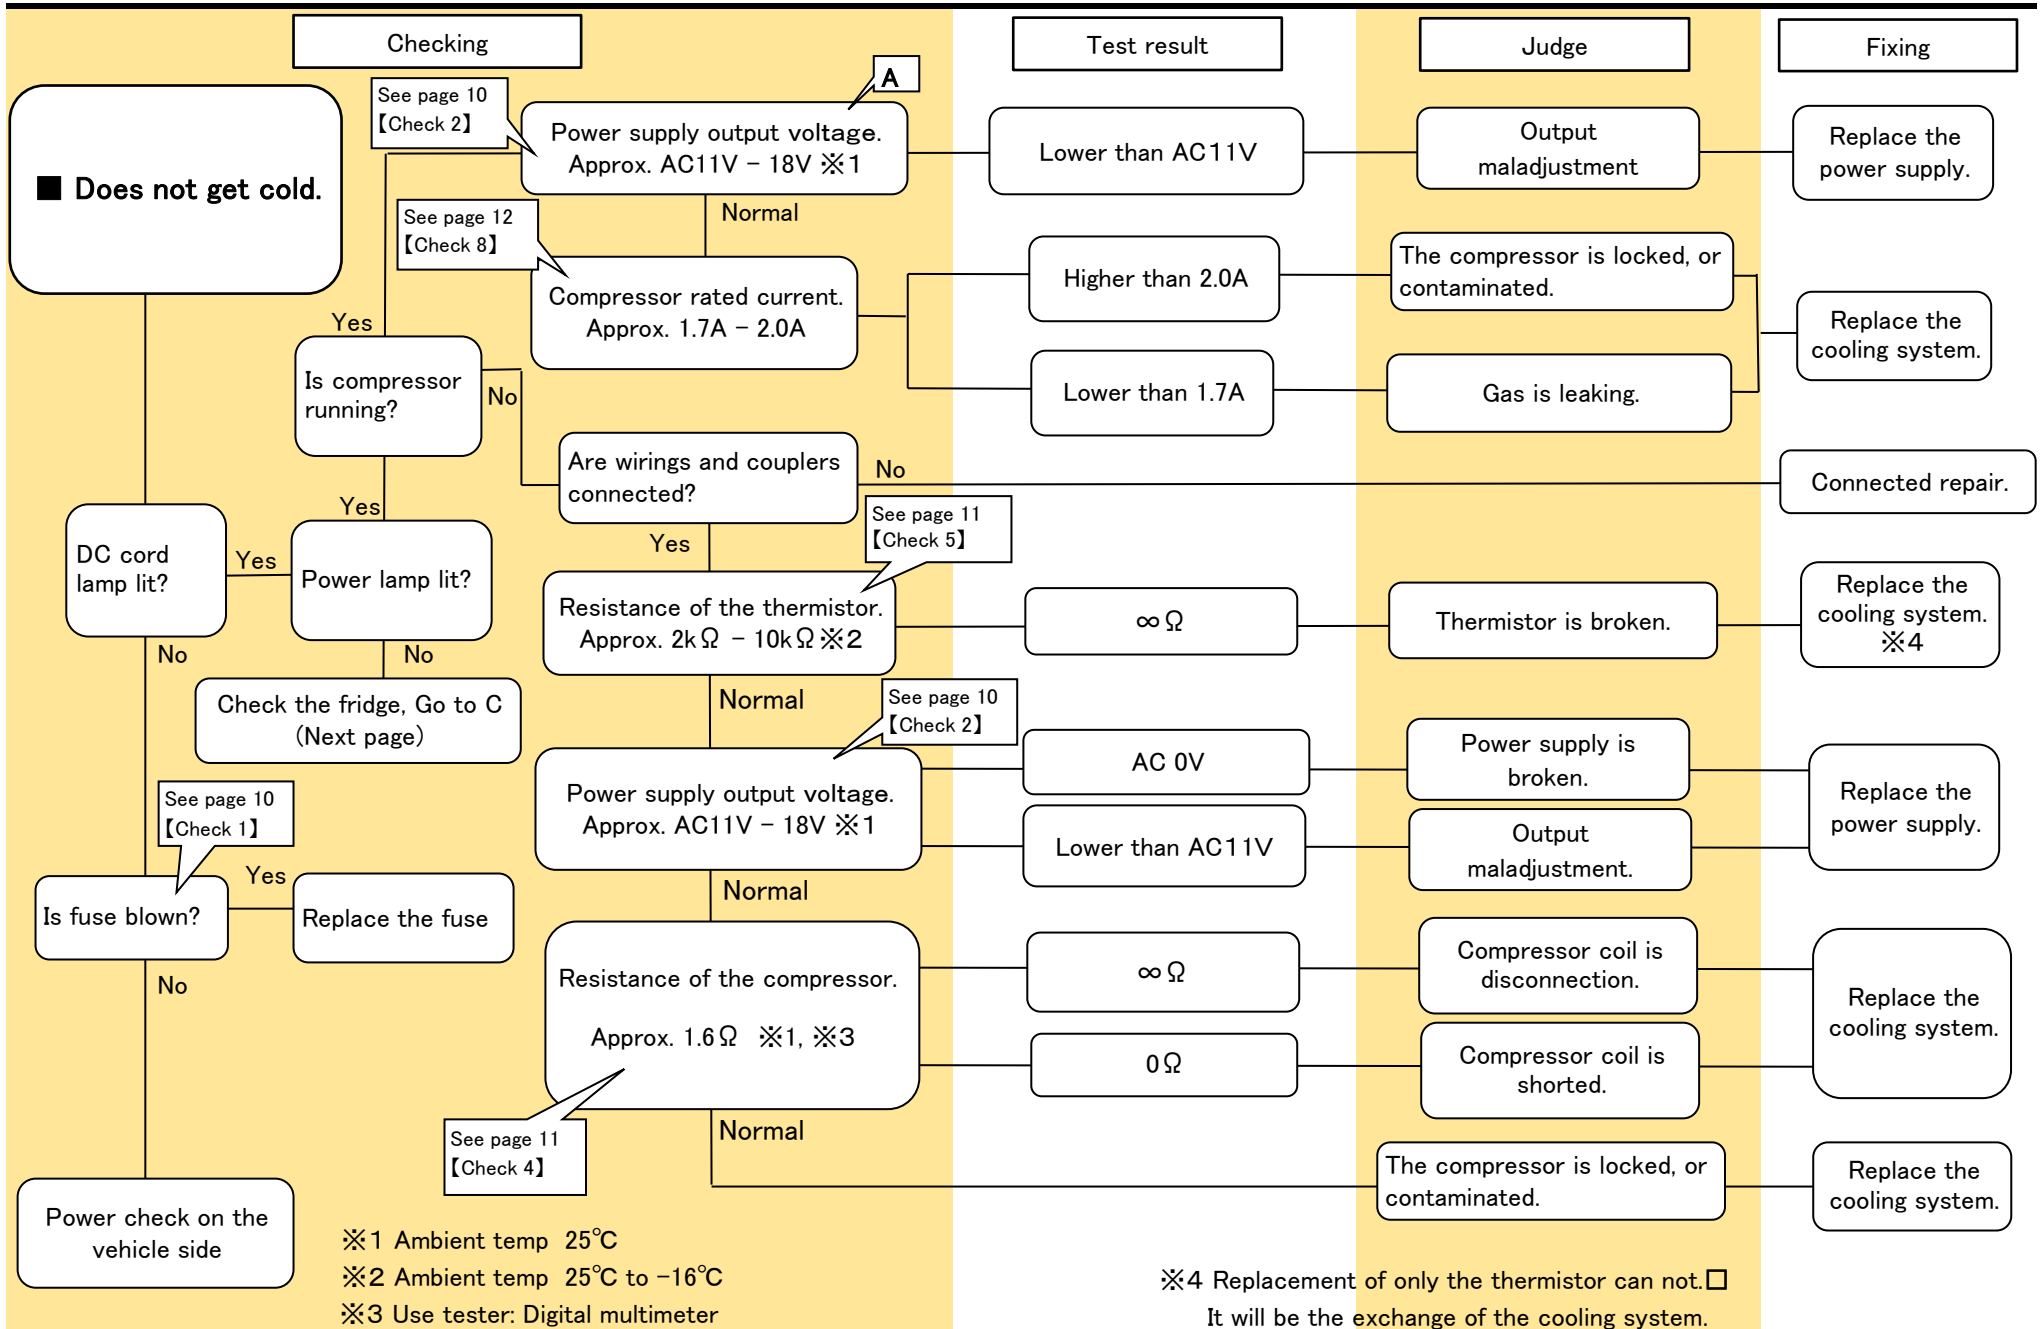 Checking
Test result
Judge
Fixing
A
See page 10
【Check 2】
■ Does not get cold.
Power supply output voltage.
Approx. AC11V - 18V ※1
Lower than AC11V
Output
maladjustment
Replace the
power supply.
Normal
See page 12
【Check 8】
Compressor rated current.
Approx. 1.7A - 2.0A
Higher than 2.0A
The compressor is locked, or
contaminated.
Replace the
cooling system.
Lower than 1.7A
Gas is leaking.
Yes
Is compressor
running?
No
Are wirings and couplers
connected?
No
Connected repair.
Yes
Yes
See page 11
【Check 5】
DC cord
lamp lit?
Yes
Power lamp lit?
Resistance of the thermistor.
Approx. 2kΩ - 10kΩ※2
∞Ω
Thermistor is broken.
Replace the
cooling system.
※4
No
No
Check the fridge, Go to C
(Next page)
Normal
See page 10
【Check 2】
Power supply output voltage.
Approx. AC11V - 18V ※1
AC 0V
Power supply is
broken.
Replace the
power supply.
Lower than AC11V
Output
maladjustment.
See page 10
【Check 1】
Is fuse blown?
Yes
Replace the fuse
Normal
No
Resistance of the compressor.
Approx. 1.6Ω ※1, ※3
∞Ω
Compressor coil is
disconnection.
Replace the
cooling system.
0Ω
Compressor coil is
shorted.
See page 11
【Check 4】
Normal
The compressor is locked, or
contaminated.
Replace the
cooling system.
Power check on the
vehicle side
※1 Ambient temp 25℃
※2 Ambient temp 25℃ to -16℃
※3 Use tester: Digital multimeter
※4 Replacement of only the thermistor can not.□
It will be the exchange of the cooling system.